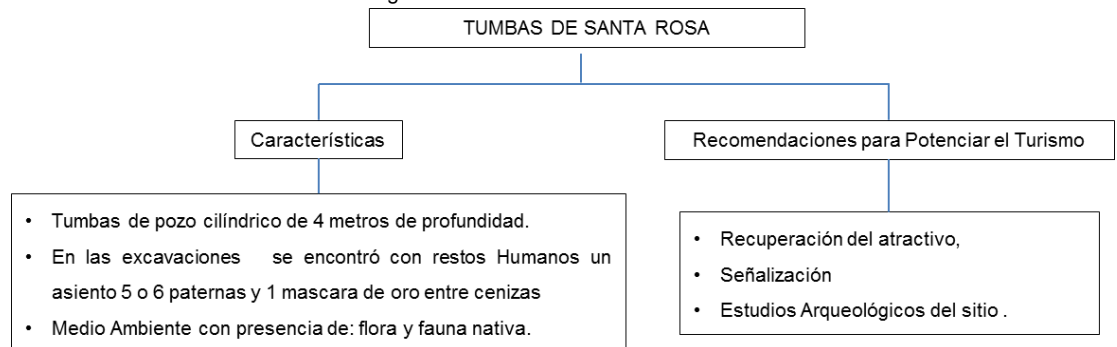 TUMBAS DE SANTA ROSA
Características
Recomendaciones para Potenciar el Turismo
• Tumbas de pozo cilíndrico de 4 metros de profundidad.
• En las excavaciones se encontró con restos Humanos un
asiento 5 o 6 paternas y 1 mascara de oro entre cenizas
• Medio Ambiente con presencia de: flora y fauna nativa.
• Recuperación del atractivo,
• Señalización
• Estudios Arqueológicos del sitio .